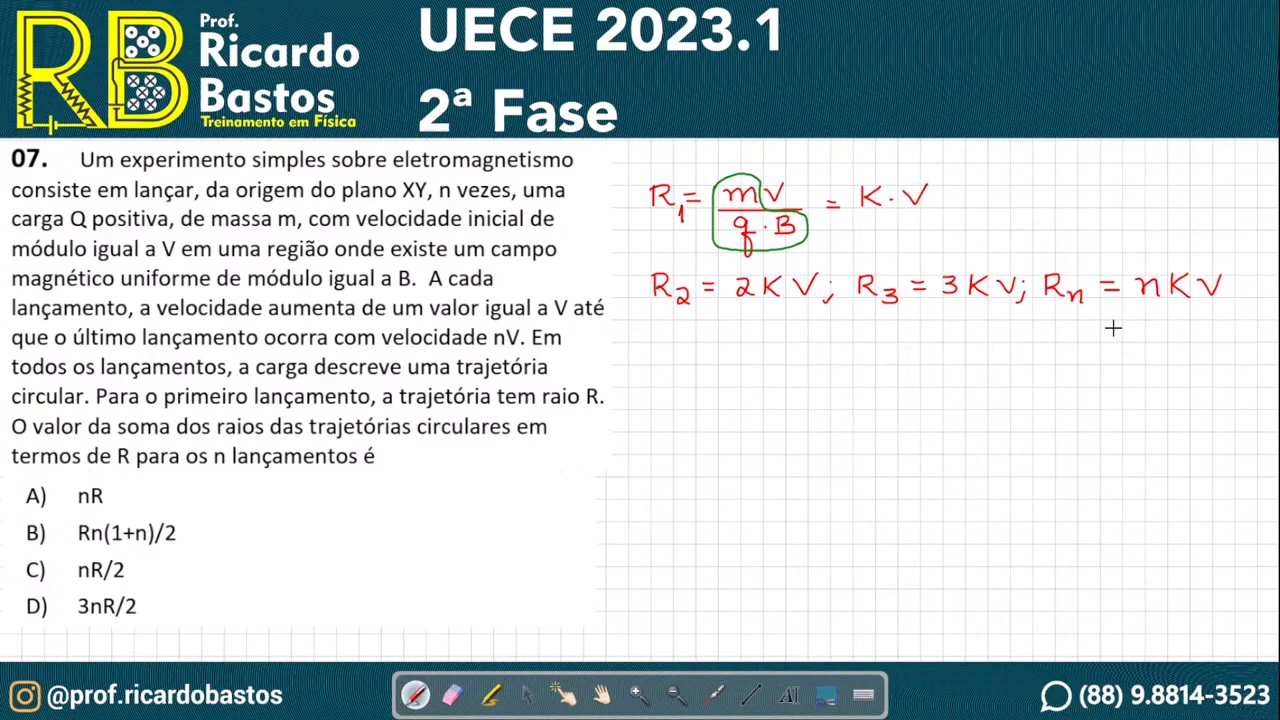 RB
Prof.
Ricardo
Bastos
Treinamento em Física
UECE 2023.1
2ª Fase
07. Um experimento simples sobre eletromagnetismo
consiste em lançar, da origem do plano XY, n vezes, uma
carga Q positiva, de massa m, com velocidade inicial de
módulo igual a V em uma região onde existe um campo
magnético uniforme de módulo igual a B. A cada
lançamento, a velocidade aumenta de um valor igual a V até
que o último lançamento ocorra com velocidade nV. Em
todos os lançamentos, a carga descreve uma trajetória
circular. Para o primeiro lançamento, a trajetória tem raio R.
O valor da soma dos raios das trajetórias circulares em
termos de R para os n lançamentos é
A) nR
B) Rn(1+n)/2
C) nR/2
D) 3nR/2
R₁ = mV / q·B = K·V
R₂ = 2KV; R₃ = 3KV; Rₙ = nKV
@prof.ricardobastos
AI
(88) 9.8814-3523